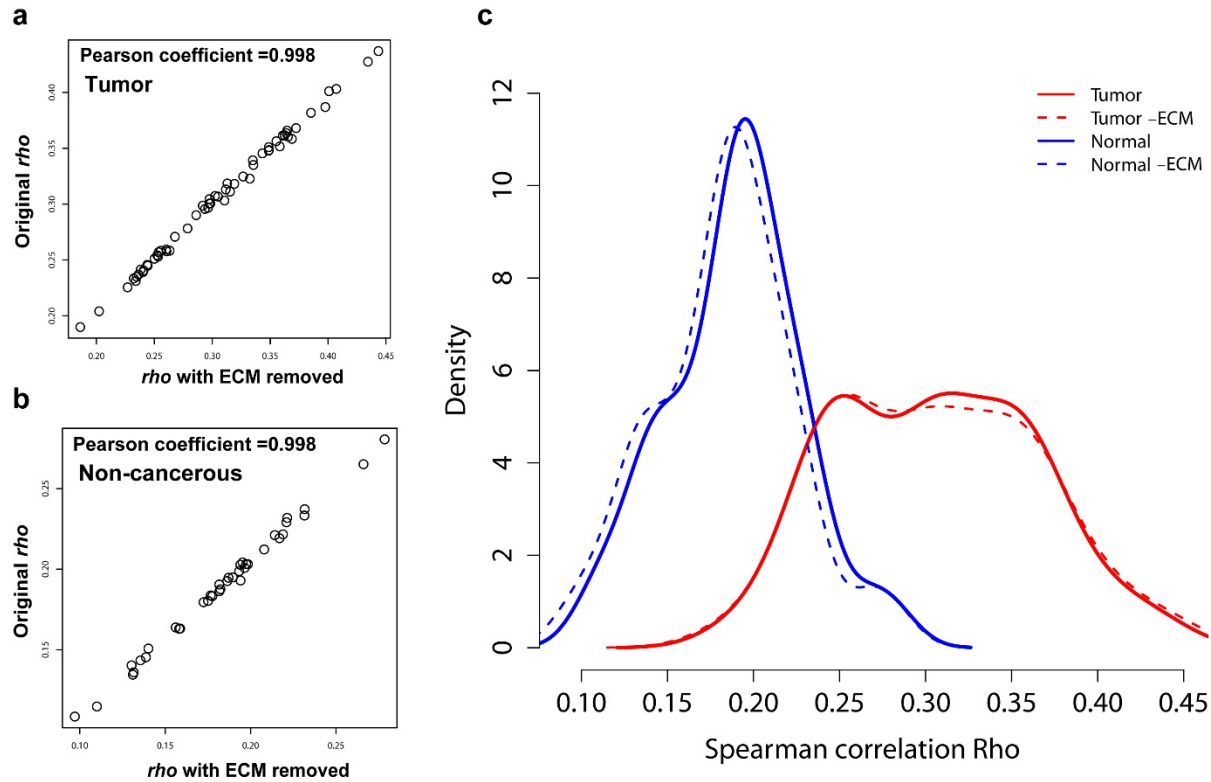 a
Pearson coefficient =0.998
Tumor
Original rho
0.40
0.35
0.30
0.25
0.20
0.20 0.25 0.30 0.35 0.40 0.45
rho with ECM removed
b
Pearson coefficient =0.998
Non-cancerous
Original rho
0.25
0.20
0.15
0.10 0.15 0.20 0.25
rho with ECM removed
c
Tumor
Tumor –ECM
Normal
Normal –ECM
Density
12
10
8
6
4
2
0
0.10 0.15 0.20 0.25 0.30 0.35 0.40 0.45
Spearman correlation Rho